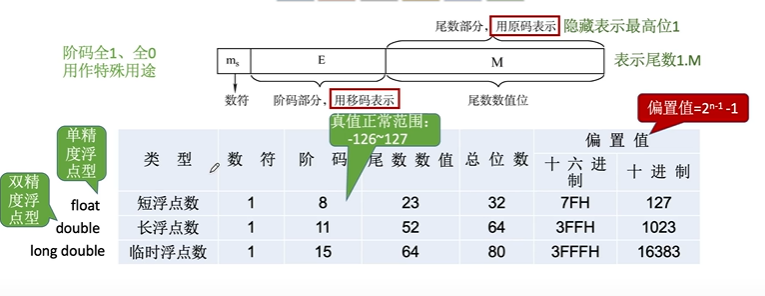 尾数部分，用原码表示 隐藏表示最高位1
阶码全1、全0
用作特殊用途
mₛ E M
表示尾数1.M
数符
阶码部分，用移码表示
尾数数值位
偏置值=2ⁿ⁻¹-1
真值正常范围：
-126~127
单精
度浮
点型
双精
度浮
点型
类 型 数 符 阶 码 尾数数值 总位数 偏 置 值
十六进制 十进制
float 短浮点数 1 8 23 32 7FH 127
double 长浮点数 1 11 52 64 3FFH 1023
long double 临时浮点数 1 15 64 80 3FFFH 16383